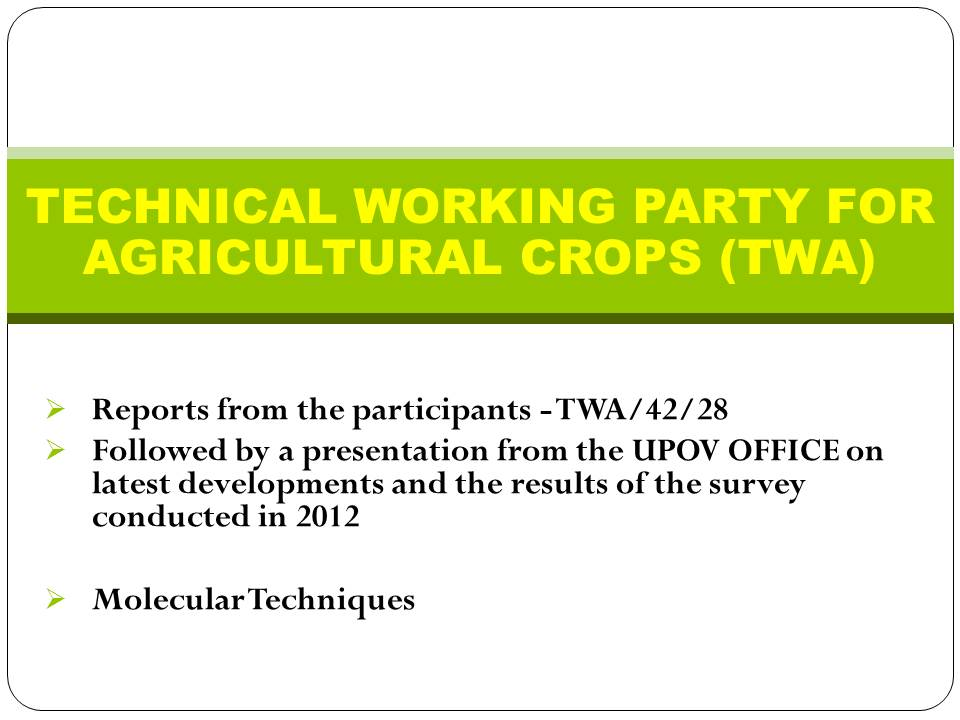 TECHNICAL WORKING PARTY FOR
AGRICULTURAL CROPS (TWA)
Reports from the participants - TWA/42/28
Followed by a presentation from the UPOV OFFICE on
latest developments and the results of the survey
conducted in 2012
Molecular Techniques